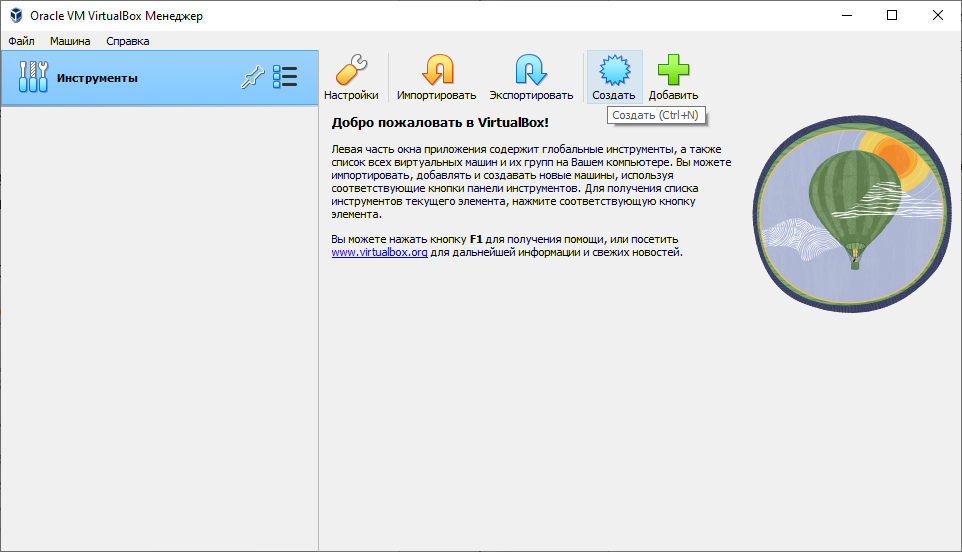 Oracle VM VirtualBox Менеджер
Файл Машина Справка
Инструменты
Настройки Импортировать Экспортировать Создать Добавить
Создать (Ctrl+N)
Добро пожаловать в VirtualBox!
Левая часть окна приложения содержит глобальные инструменты, а также
список всех виртуальных машин и их групп на Вашем компьютере. Вы можете
импортировать, добавлять и создавать новые машины, используя
соответствующие кнопки панели инструментов. Для получения списка
инструментов текущего элемента, нажмите соответствующую кнопку
элемента.
Вы можете нажать кнопку F1 для получения помощи, или посетить
www.virtualbox.org для дальнейшей информации и свежих новостей.